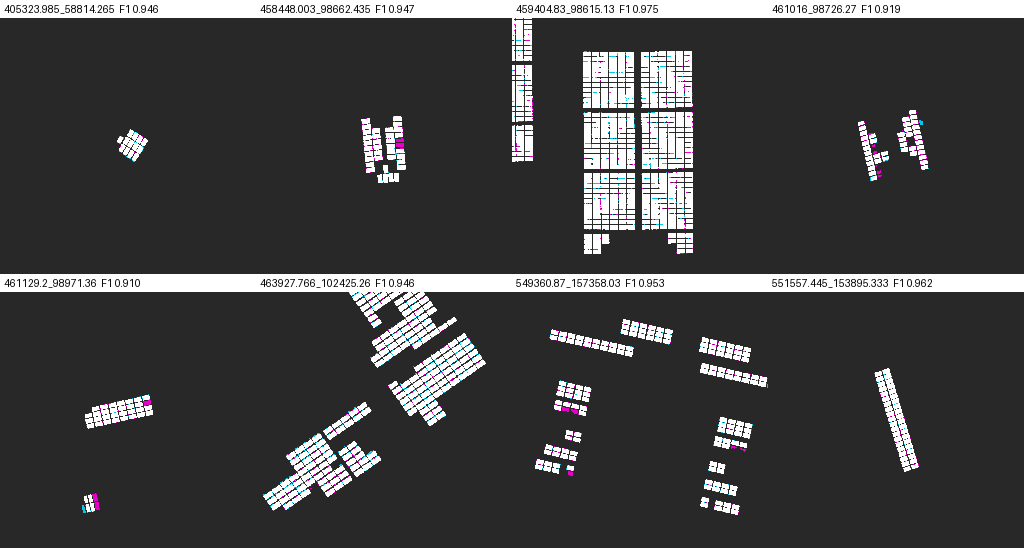 405323.985_58814.265 F1 0.946
458448.003_98662.435 F1 0.947
459404.83_98615.13 F1 0.975
461016_98726.27 F1 0.919
461129.2_98971.36 F1 0.910
463927.766_102425.26 F1 0.946
549360.87_157358.03 F1 0.953
551557.445_153895.333 F1 0.962